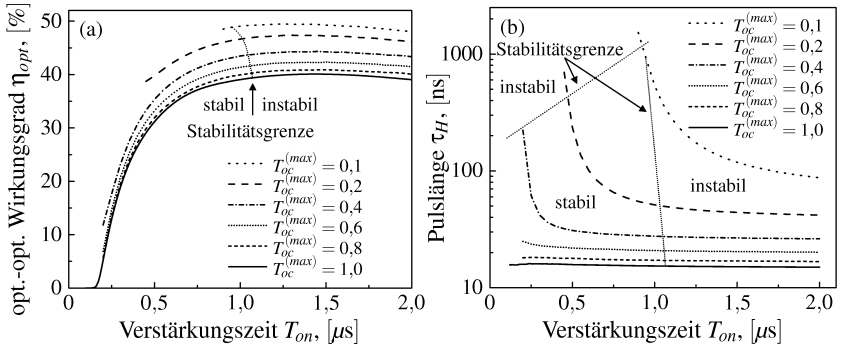 (a)
opt.-opt. Wirkungsgrad η_opt, [%]
60
50
40
30
20
10
0
stabil instabil
Stabilitätsgrenze
T_oc^(max) = 0,1
T_oc^(max) = 0,2
T_oc^(max) = 0,4
T_oc^(max) = 0,6
T_oc^(max) = 0,8
T_oc^(max) = 1,0
0 0,5 1,0 1,5 2,0
Verstärkungszeit T_on, [µs]
(b)
Pulslänge τ_H, [ns]
1000
100
10
Stabilitätsgrenze
instabil
stabil
instabil
T_oc^(max) = 0,1
T_oc^(max) = 0,2
T_oc^(max) = 0,4
T_oc^(max) = 0,6
T_oc^(max) = 0,8
T_oc^(max) = 1,0
0 0,5 1,0 1,5 2,0
Verstärkungszeit T_on, [µs]